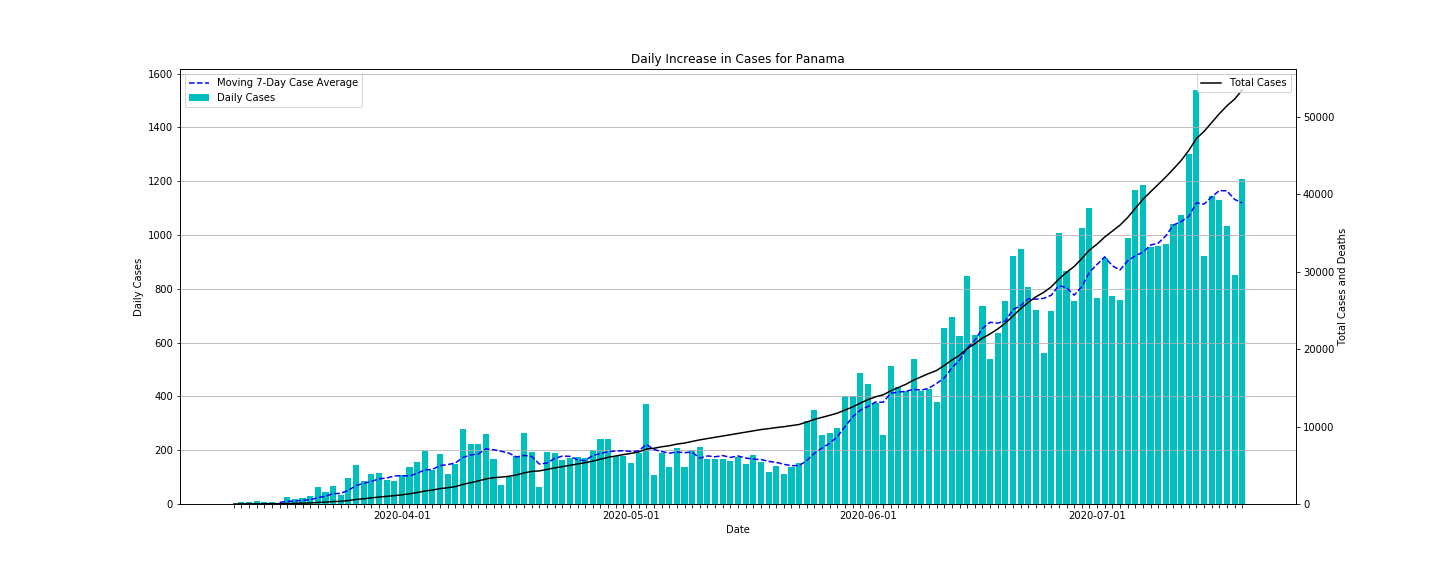 Daily Increase in Cases for Panama
Moving 7-Day Case Average
Daily Cases
Total Cases
1600
1400
1200
1000
800
600
400
200
0
Daily Cases
50000
40000
30000
20000
10000
0
Total Cases and Deaths
2020-04-01
2020-05-01
2020-06-01
2020-07-01
Date